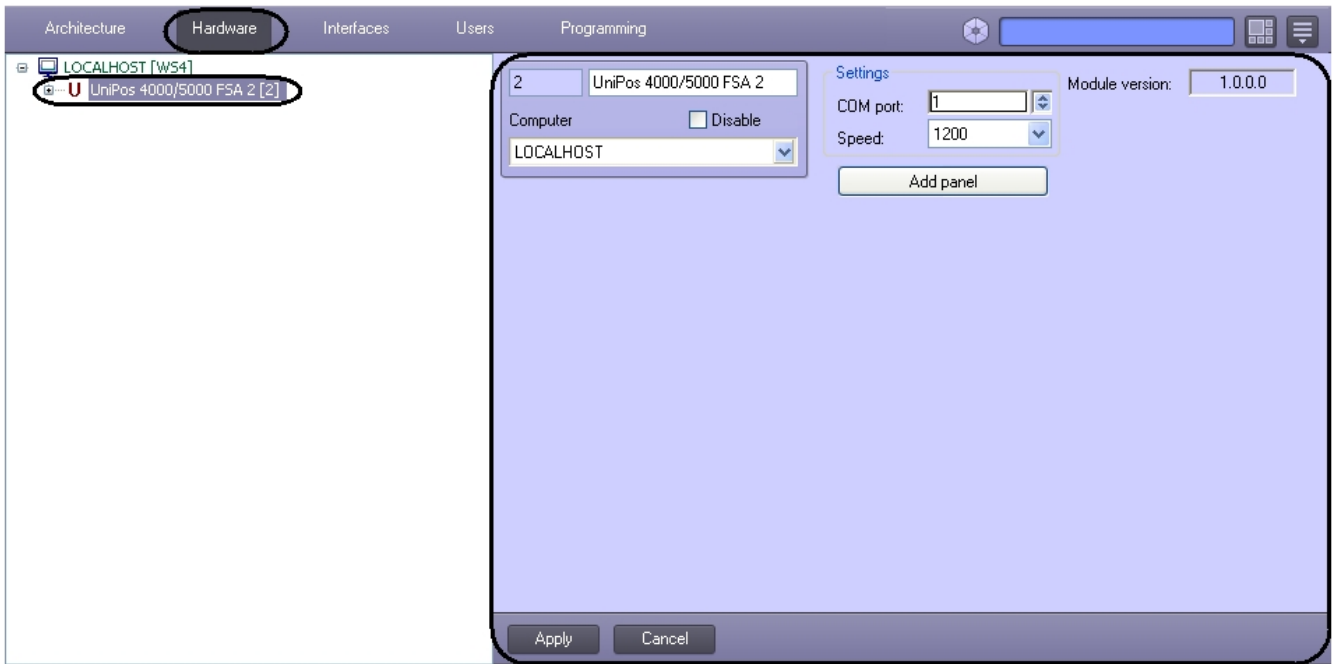 Architecture Hardware Interfaces Users Programming
LOCALHOST [WS4]
U UniPos 4000/5000 FSA 2 [2]
2 UniPos 4000/5000 FSA 2
Computer Disable
LOCALHOST
Settings
COM port: 1
Speed: 1200
Module version: 1.0.0.0
Add panel
Apply Cancel